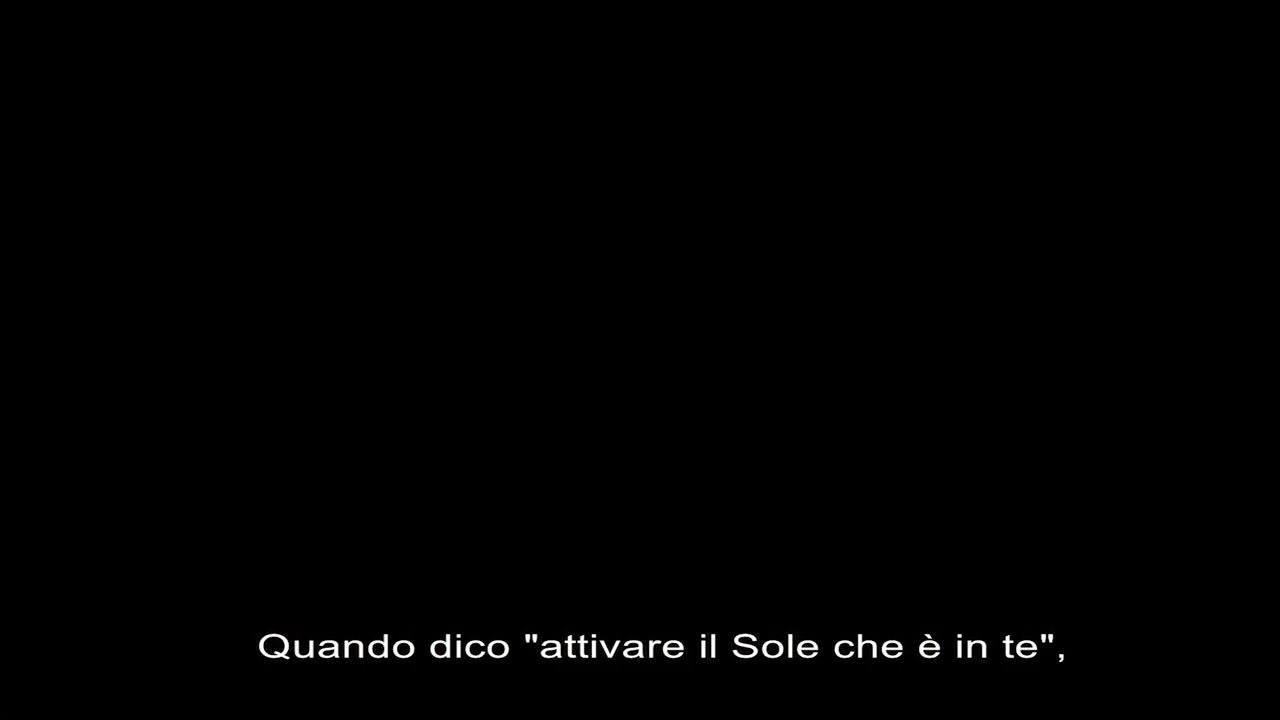 Quando dico "attivare il Sole che è in te",